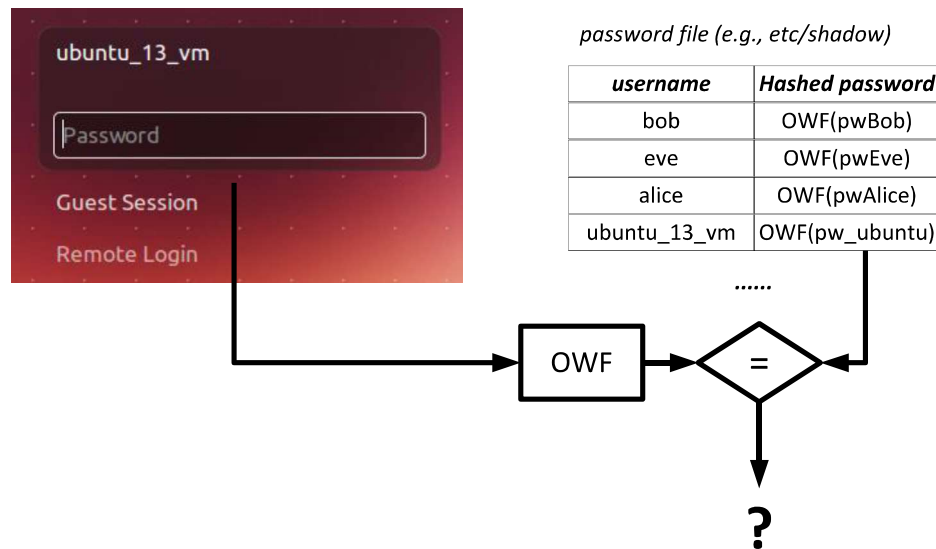 ubuntu_13_vm
Password
Guest Session
Remote Login
password file (e.g., etc/shadow)
username Hashed password
bob OWF(pwBob)
eve OWF(pwEve)
alice OWF(pwAlice)
ubuntu_13_vm OWF(pw_ubuntu)
......
OWF
=
?